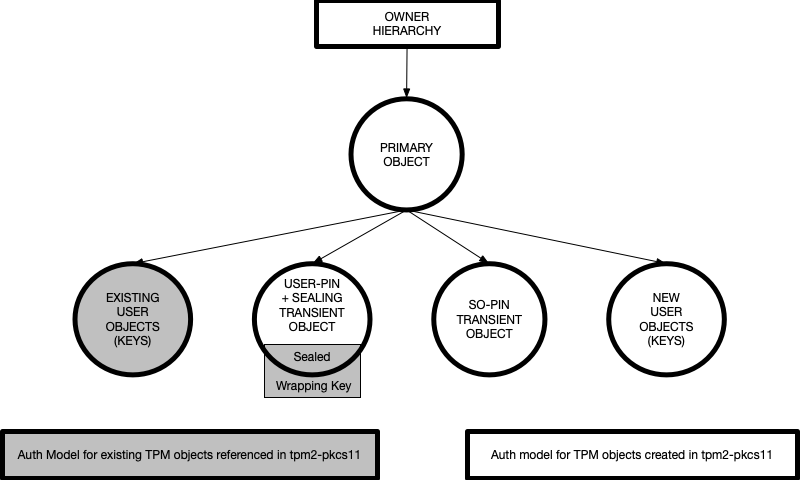 OWNER
HIERARCHY
PRIMARY
OBJECT
EXISTING
USER
OBJECTS
(KEYS)
USER-PIN
+ SEALING
TRANSIENT
OBJECT
Sealed
Wrapping Key
SO-PIN
TRANSIENT
OBJECT
NEW
USER
OBJECTS
(KEYS)
Auth Model for existing TPM objects referenced in tpm2-pkcs11
Auth model for TPM objects created in tpm2-pkcs11